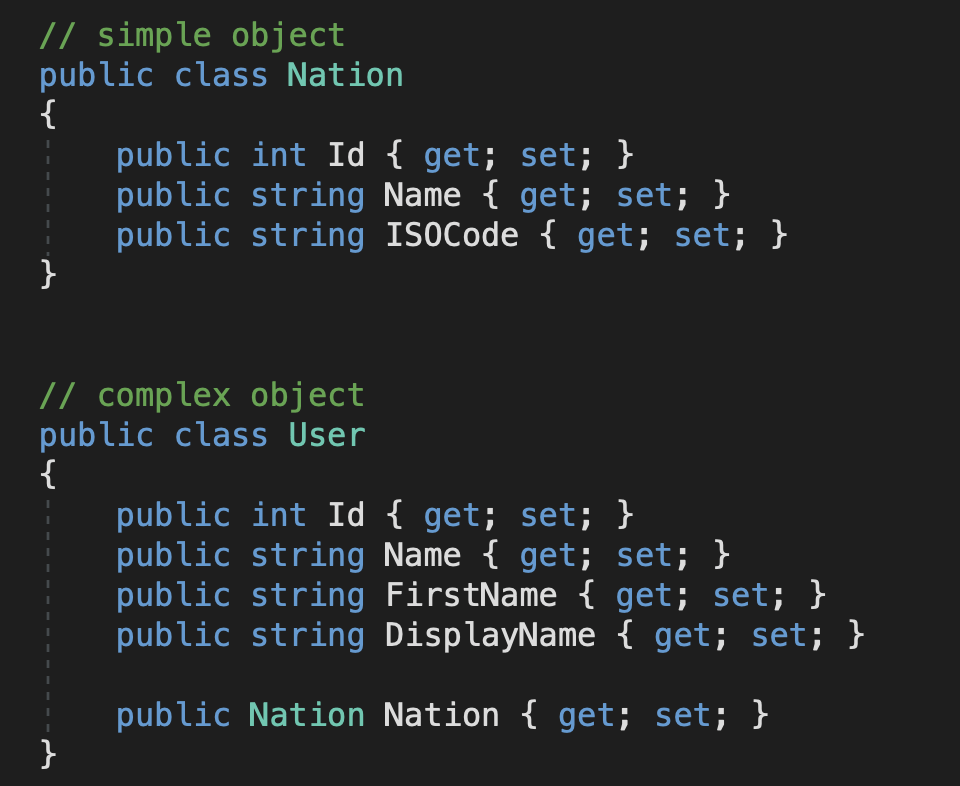 // simple object
public class Nation
{
    public int Id { get; set; }
    public string Name { get; set; }
    public string ISOCode { get; set; }
}
// complex object
public class User
{
    public int Id { get; set; }
    public string Name { get; set; }
    public string FirstName { get; set; }
    public string DisplayName { get; set; }
    public Nation Nation { get; set; }
}